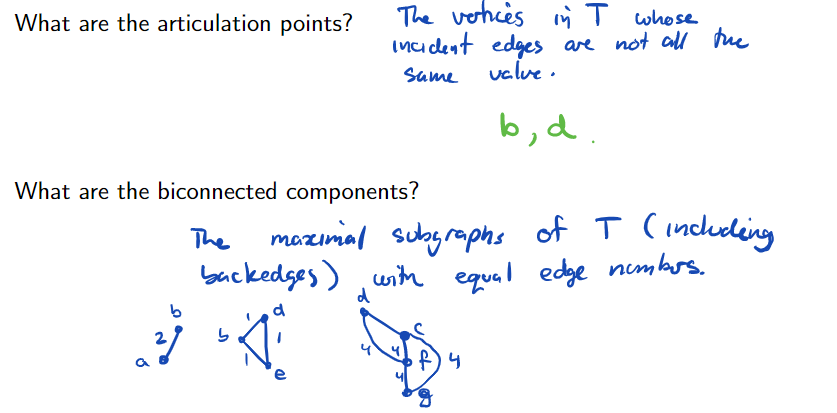 What are the articulation points?
The vertices in T whose
incident edges are not all the
same value.
b, d.
What are the biconnected components?
The maximal subgraphs of T (including
backedges) with equal edge numbers.
b
2
a
d
1
b
1
1
e
d
c
4
4
f
4
4
g